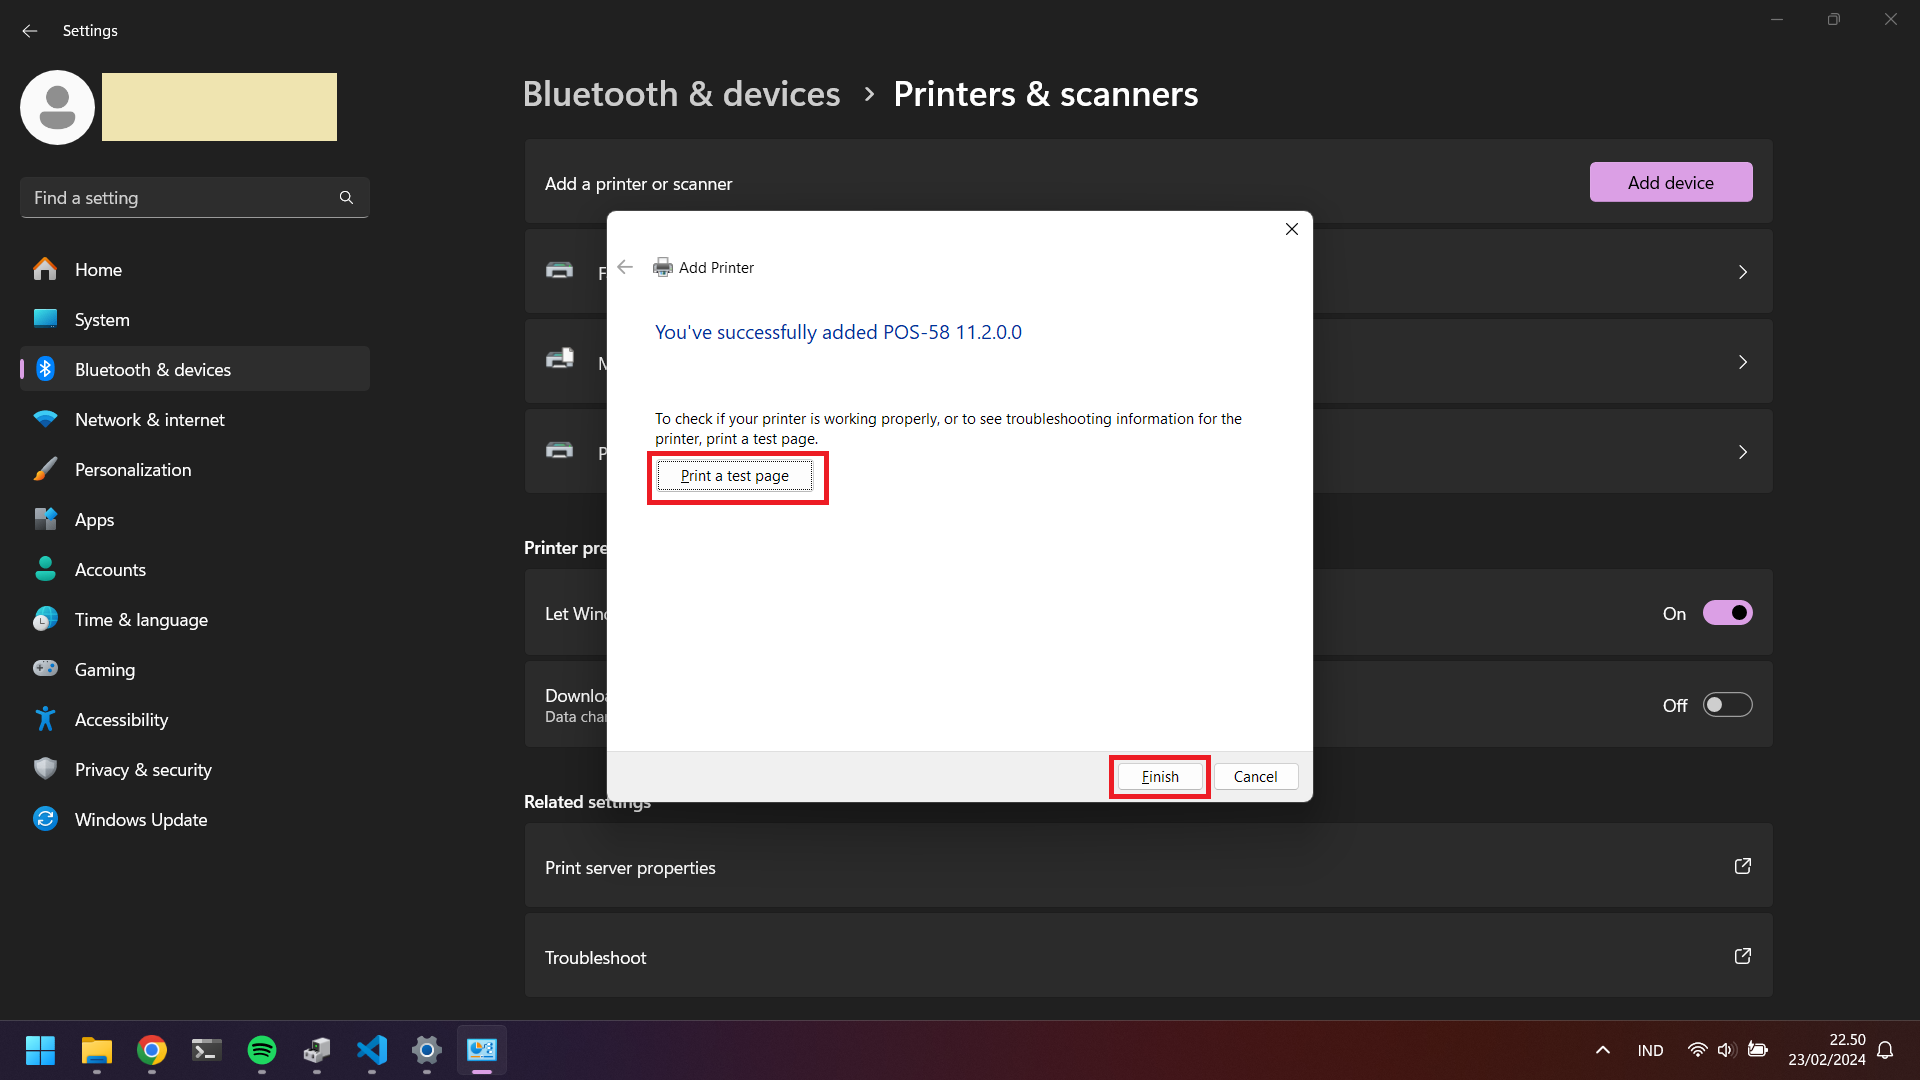 Settings
Find a setting
Home
System
Bluetooth & devices
Network & internet
Personalization
Apps
Accounts
Time & language
Gaming
Accessibility
Privacy & security
Windows Update
Bluetooth & devices > Printers & scanners
Add a printer or scanner
Add device
F
M
P
Printer pre
Let Wind
On
Downloa
Data char
Off
Related settings
Print server properties
Troubleshoot
Add Printer
You've successfully added POS-58 11.2.0.0
To check if your printer is working properly, or to see troubleshooting information for the
printer, print a test page.
Print a test page
Finish
Cancel
IND
22.50
23/02/2024